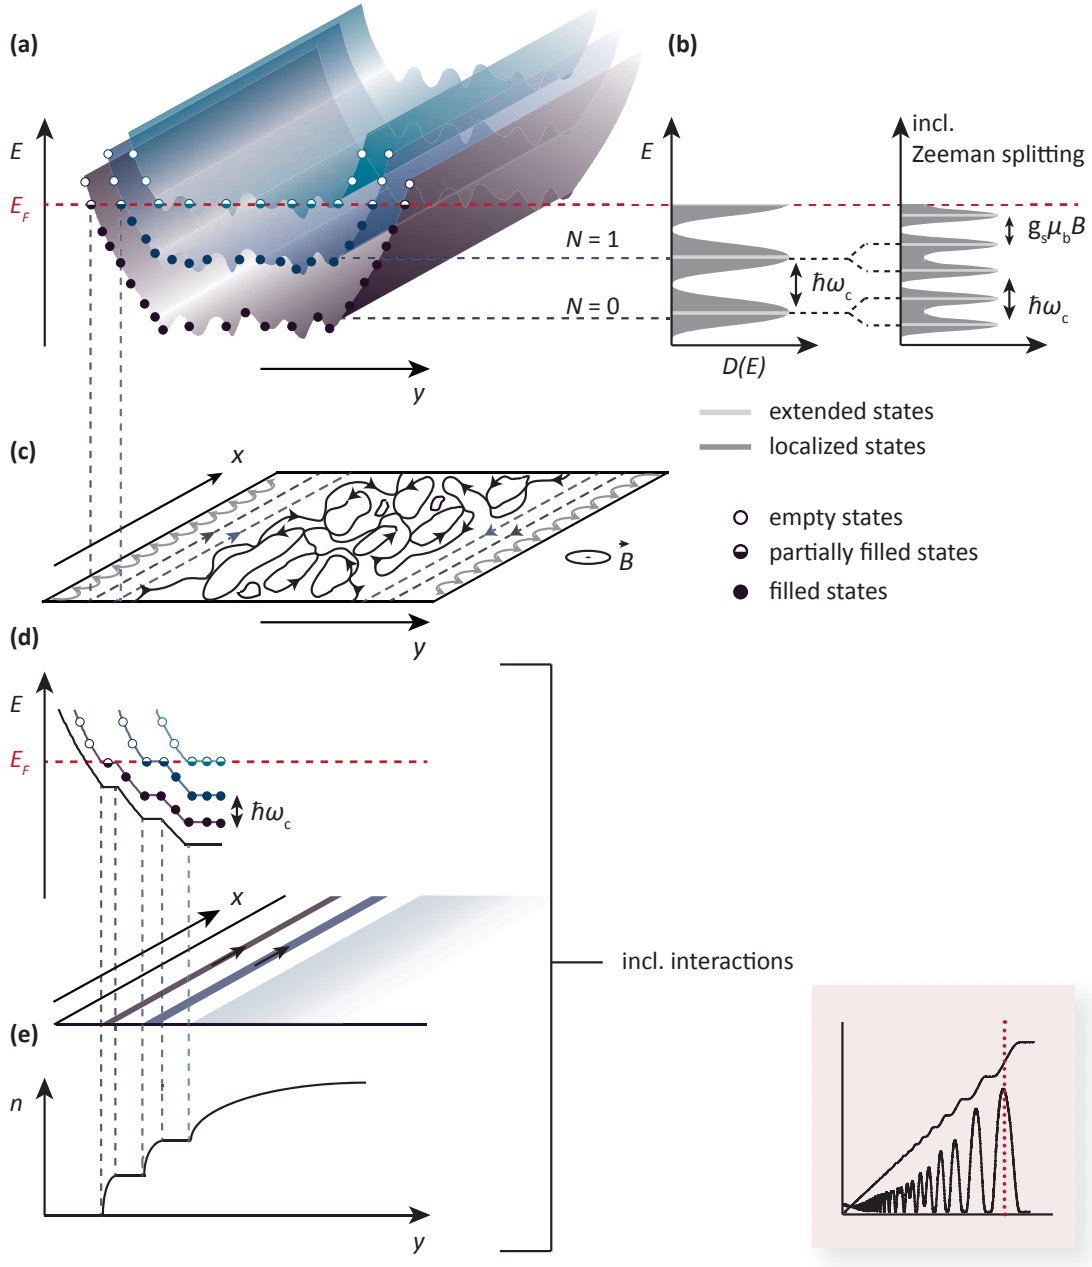 (a)
(b)
E
E_F
N = 1
N = 0
y
E
ħω_c
D(E)
incl.
Zeeman splitting
g_sμ_bB
ħω_c
extended states
localized states
(c)
x
B⃗
y
empty states
partially filled states
filled states
(d)
E
E_F
ħω_c
x
incl. interactions
(e)
n
y